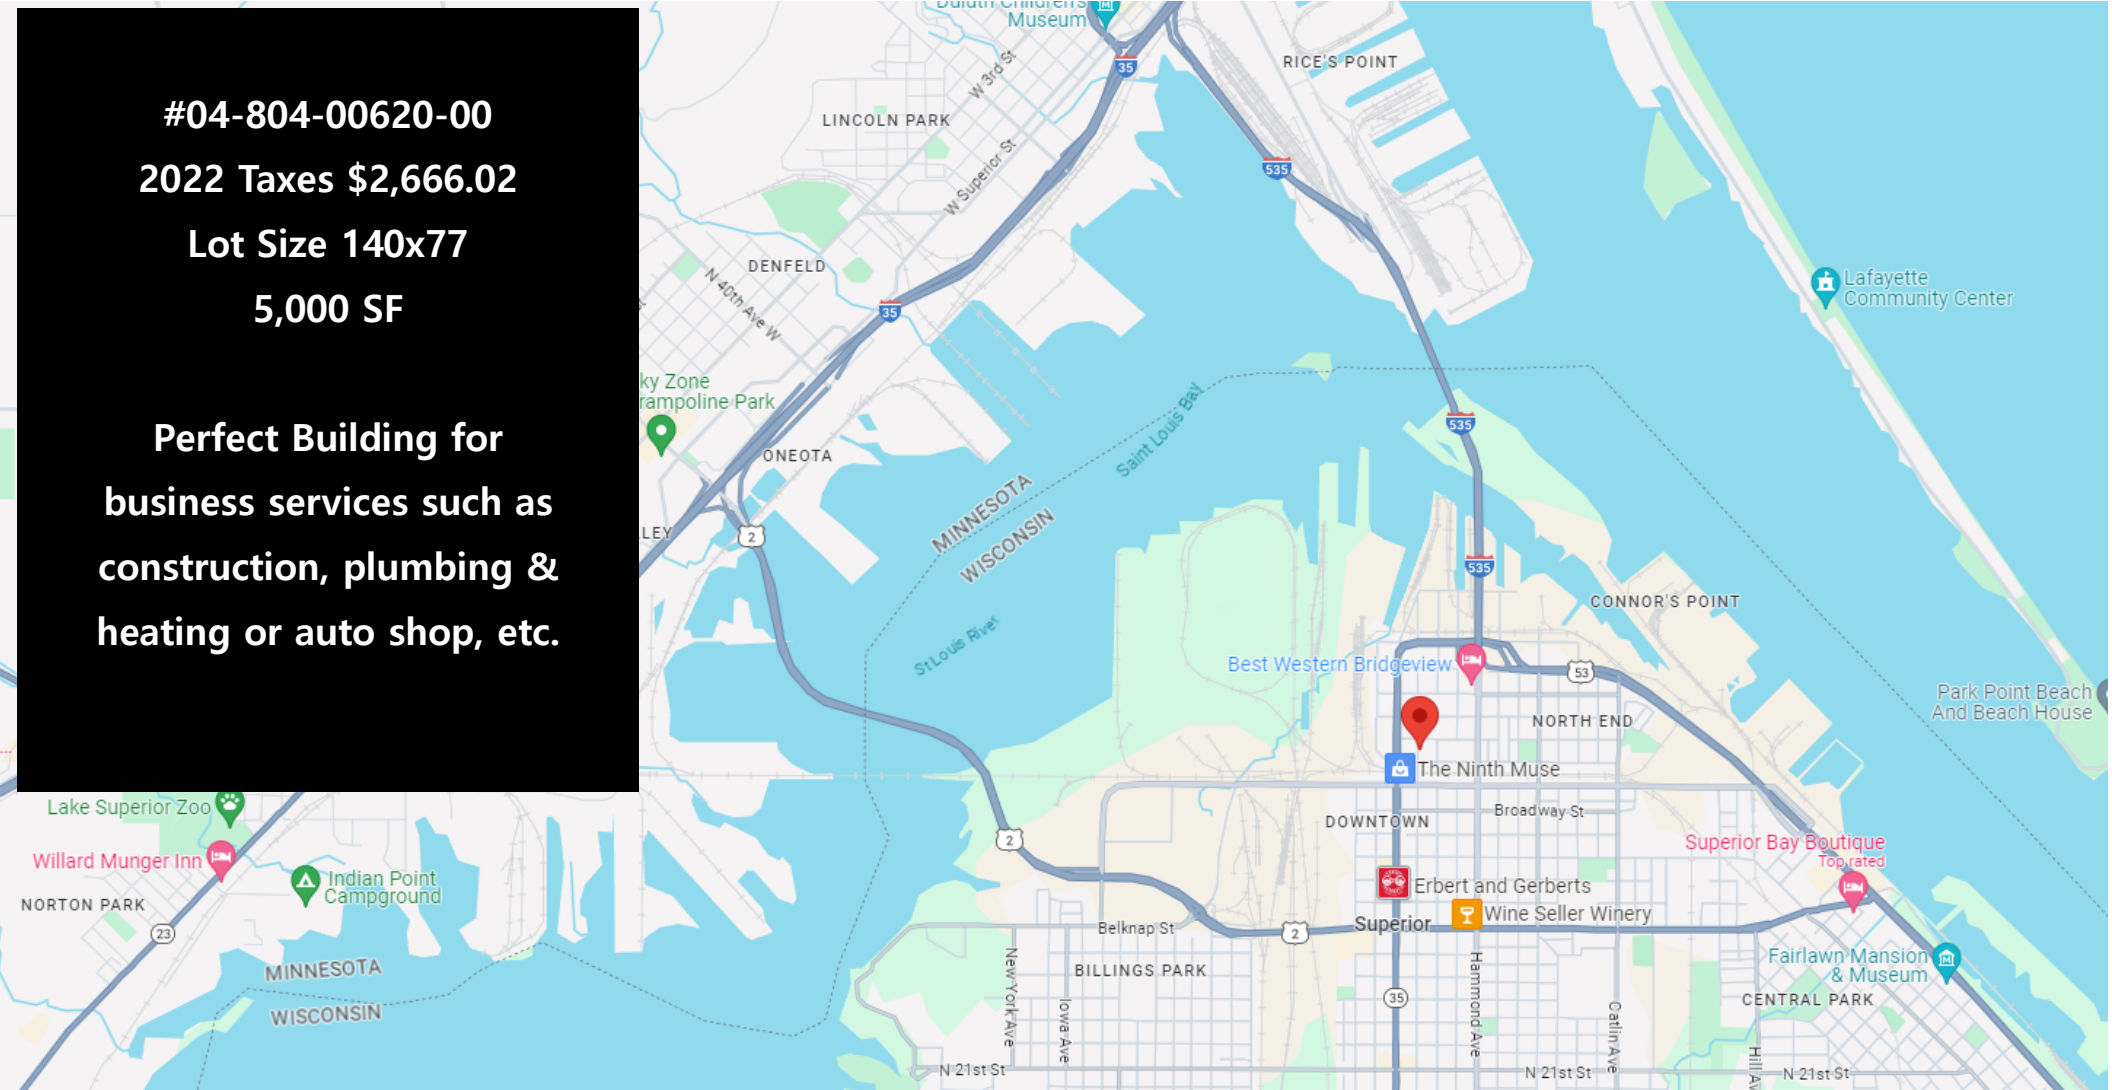 #04-804-00620-00
2022 Taxes $2,666.02
Lot Size 140x77
5,000 SF
Perfect Building for
business services such as
construction, plumbing &
heating or auto shop, etc.
Duluth Children's
Museum
35
RICE'S POINT
W 3rd St
LINCOLN PARK
W Superior St
535
DENFELD
N 40th Ave W
35
Lafayette
Community Center
ky Zone
rampoline Park
Saint Louis Bay
535
ONEOTA
MINNESOTA
WISCONSIN
LEY
2
535
CONNOR'S POINT
St Louis River
Best Western Bridgeview
53
Park Point Beach
And Beach House
NORTH END
The Ninth Muse
Lake Superior Zoo
Broadway St
DOWNTOWN
2
Superior Bay Boutique
Top rated
Willard Munger Inn
Indian Point
Campground
Erbert and Gerberts
NORTON PARK
Wine Seller Winery
23
Belknap St
2
Superior
Fairlawn Mansion
& Museum
MINNESOTA
WISCONSIN
BILLINGS PARK
New York Ave
Iowa Ave
35
Hammond Ave
Catlin Ave
CENTRAL PARK
Hill Av
N 21st St
N 21st St
N 21st St